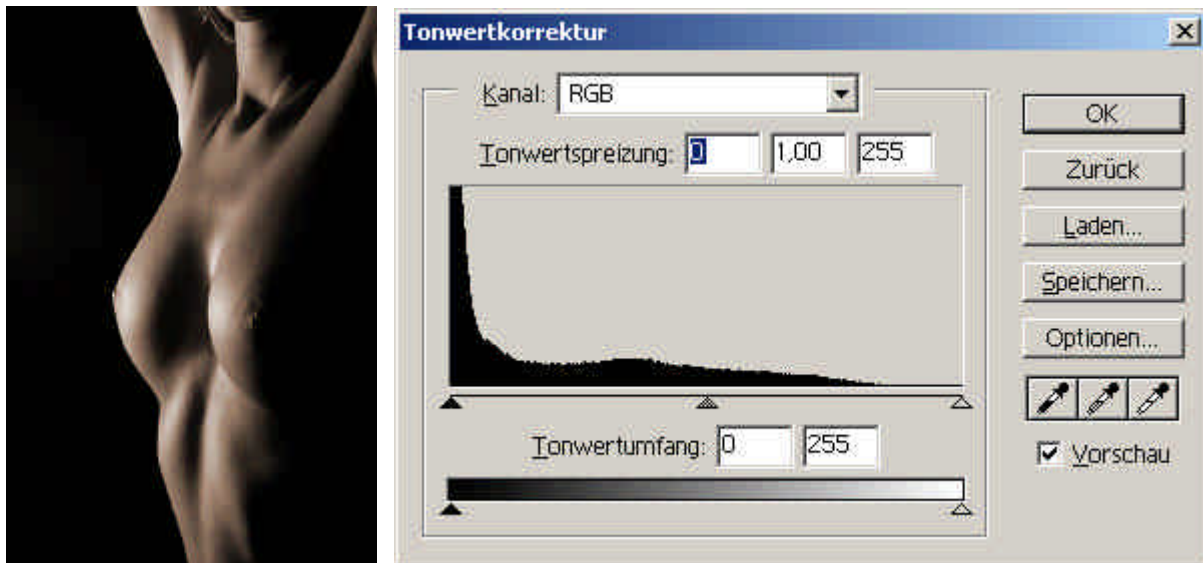 Tonwertkorrektur
Kanal: RGB
Tonwertspreizung: 0 1,00 255
Tonwertumfang: 0 255
OK
Zurück
Laden...
Speichern...
Optionen...
Vorschau